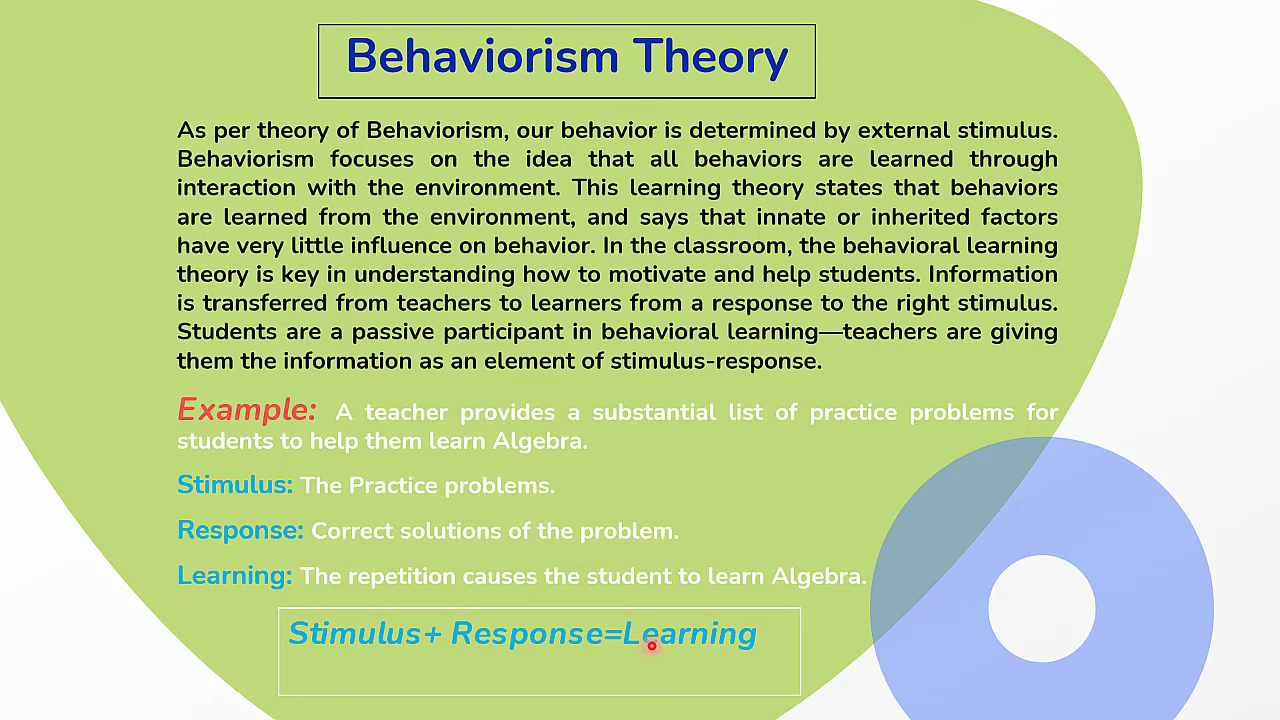 Behaviorism Theory
As per theory of Behaviorism, our behavior is determined by external stimulus.
Behaviorism focuses on the idea that all behaviors are learned through
interaction with the environment. This learning theory states that behaviors
are learned from the environment, and says that innate or inherited factors
have very little influence on behavior. In the classroom, the behavioral learning
theory is key in understanding how to motivate and help students. Information
is transferred from teachers to learners from a response to the right stimulus.
Students are a passive participant in behavioral learning—teachers are giving
them the information as an element of stimulus-response.
Example: A teacher provides a substantial list of practice problems for
students to help them learn Algebra.
Stimulus: The Practice problems.
Response: Correct solutions of the problem.
Learning: The repetition causes the student to learn Algebra.
Stimulus+ Response=Learning